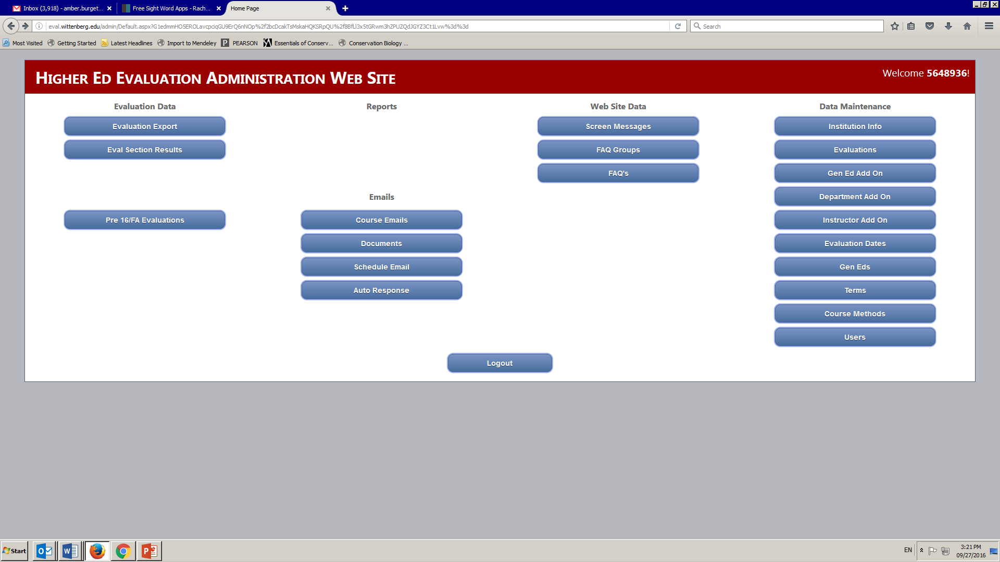 Inbox (3,918) - amber.burget...
Free Sight Word Apps - Rach...
Home Page
eval.wittenberg.edu/admin/Default.aspx?G1edmmHO5EROLavcpciqGU9ErQ6nNOp%2f2bcDcakTsMskaHQKSRpQU%2f8BfLl3x5tGRwm3hZPUZQdJGYZ3Ct1Lvw%3d%3d
Search
Most Visited
Getting Started
Latest Headlines
Import to Mendeley
P PEARSON
Essentials of Conserv...
Conservation Biology ...
Higher Ed Evaluation Administration Web Site
Welcome 5648936!
Evaluation Data
Evaluation Export
Eval Section Results
Pre 16/FA Evaluations
Reports
Emails
Course Emails
Documents
Schedule Email
Auto Response
Web Site Data
Screen Messages
FAQ Groups
FAQ's
Data Maintenance
Institution Info
Evaluations
Gen Ed Add On
Department Add On
Instructor Add On
Evaluation Dates
Gen Eds
Terms
Course Methods
Users
Logout
Start
EN
3:21 PM
09/27/2016